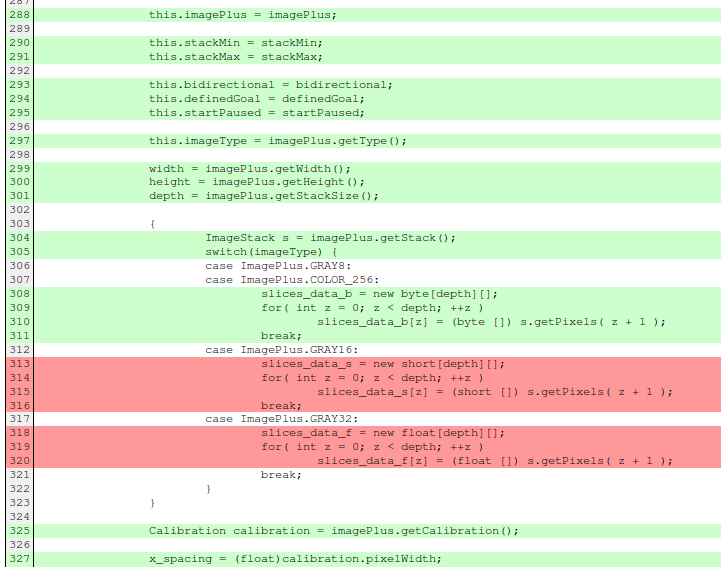 287
288 this.imagePlus = imagePlus;
289
290 this.stackMin = stackMin;
291 this.stackMax = stackMax;
292
293 this.bidirectional = bidirectional;
294 this.definedGoal = definedGoal;
295 this.startPaused = startPaused;
296
297 this.imageType = imagePlus.getType();
298
299 width = imagePlus.getWidth();
300 height = imagePlus.getHeight();
301 depth = imagePlus.getStackSize();
302
303 {
304 ImageStack s = imagePlus.getStack();
305 switch(imageType) {
306 case ImagePlus.GRAY8:
307 case ImagePlus.COLOR_256:
308 slices_data_b = new byte[depth][];
309 for( int z = 0; z < depth; ++z )
310 slices_data_b[z] = (byte []) s.getPixels( z + 1 );
311 break;
312 case ImagePlus.GRAY16:
313 slices_data_s = new short[depth][];
314 for( int z = 0; z < depth; ++z )
315 slices_data_s[z] = (short []) s.getPixels( z + 1 );
316 break;
317 case ImagePlus.GRAY32:
318 slices_data_f = new float[depth][];
319 for( int z = 0; z < depth; ++z )
320 slices_data_f[z] = (float []) s.getPixels( z + 1 );
321 break;
322 }
323 }
324
325 Calibration calibration = imagePlus.getCalibration();
326
327 x_spacing = (float)calibration.pixelWidth;